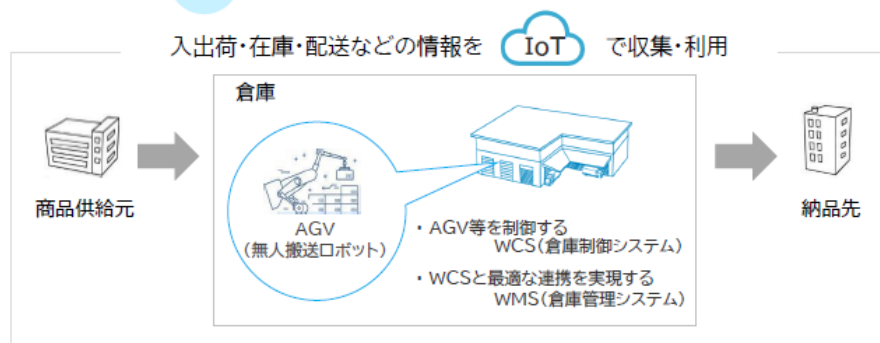 入出荷・在庫・配送などの情報を IoT で収集・利用
倉庫
商品供給元
AGV
(無人搬送ロボット)
・AGV等を制御する
WCS(倉庫制御システム)
・WCSと最適な連携を実現する
WMS(倉庫管理システム)
納品先